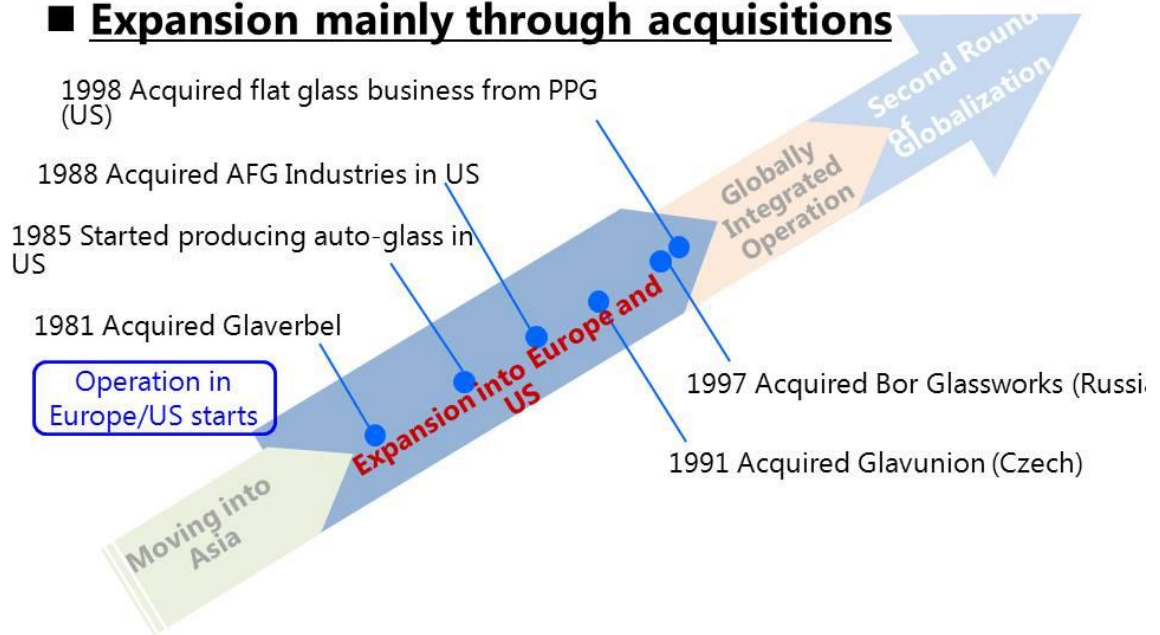 ■ Expansion mainly through acquisitions
1998 Acquired flat glass business from PPG
(US)
1988 Acquired AFG Industries in US
1985 Started producing auto-glass in
US
1981 Acquired Glaverbel
Operation in
Europe/US starts
Moving into
Asia
Expansion into Europe and
US
Globally
Integrated
Operation
Second Round
of
Globalization
1997 Acquired Bor Glassworks (Russi
1991 Acquired Glavunion (Czech)